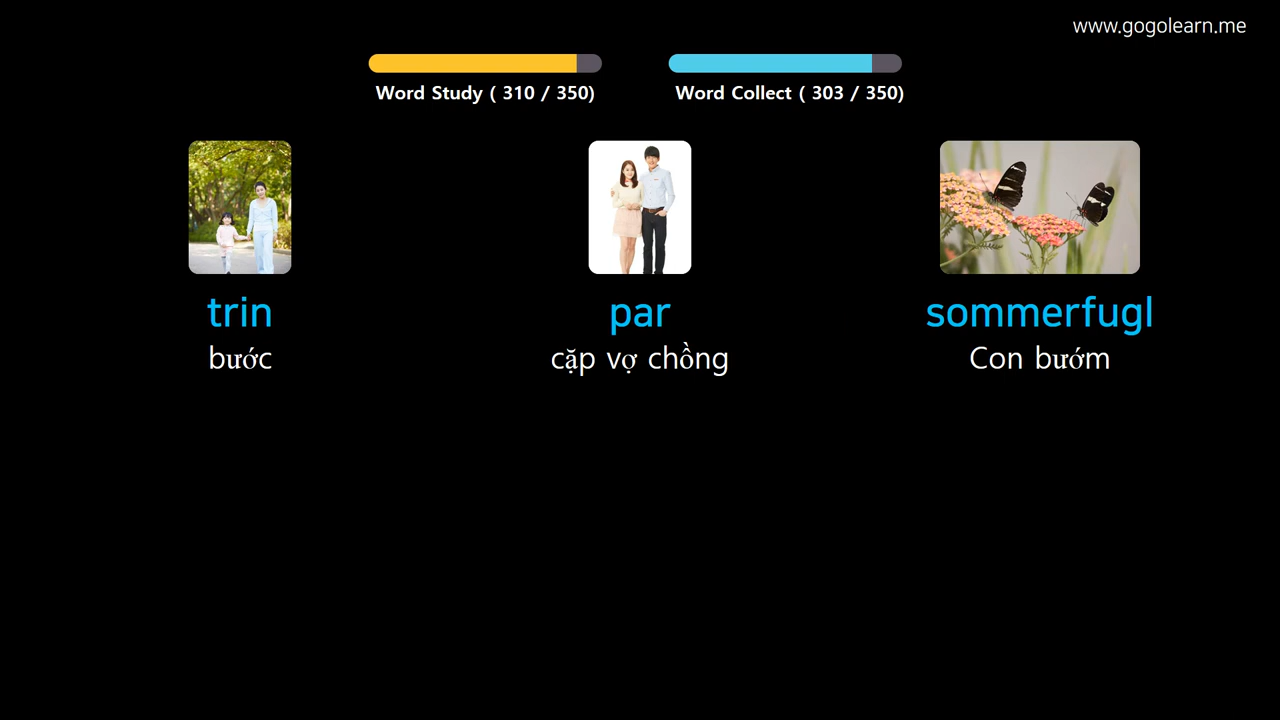 www.gogolearn.me
Word Study ( 310 / 350)
Word Collect ( 303 / 350)
trin
bước
par
cặp vợ chồng
sommerfugl
Con bướm